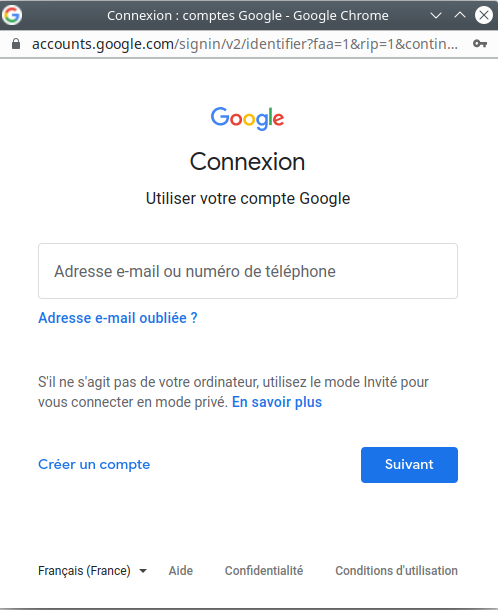 Connexion : comptes Google - Google Chrome
accounts.google.com/signin/v2/identifier?faa=1&rip=1&contin...
Google
Connexion
Utiliser votre compte Google
Adresse e-mail ou numéro de téléphone
Adresse e-mail oubliée ?
S'il ne s'agit pas de votre ordinateur, utilisez le mode Invité pour
vous connecter en mode privé. En savoir plus
Créer un compte
Suivant
Français (France)
Aide
Confidentialité
Conditions d'utilisation